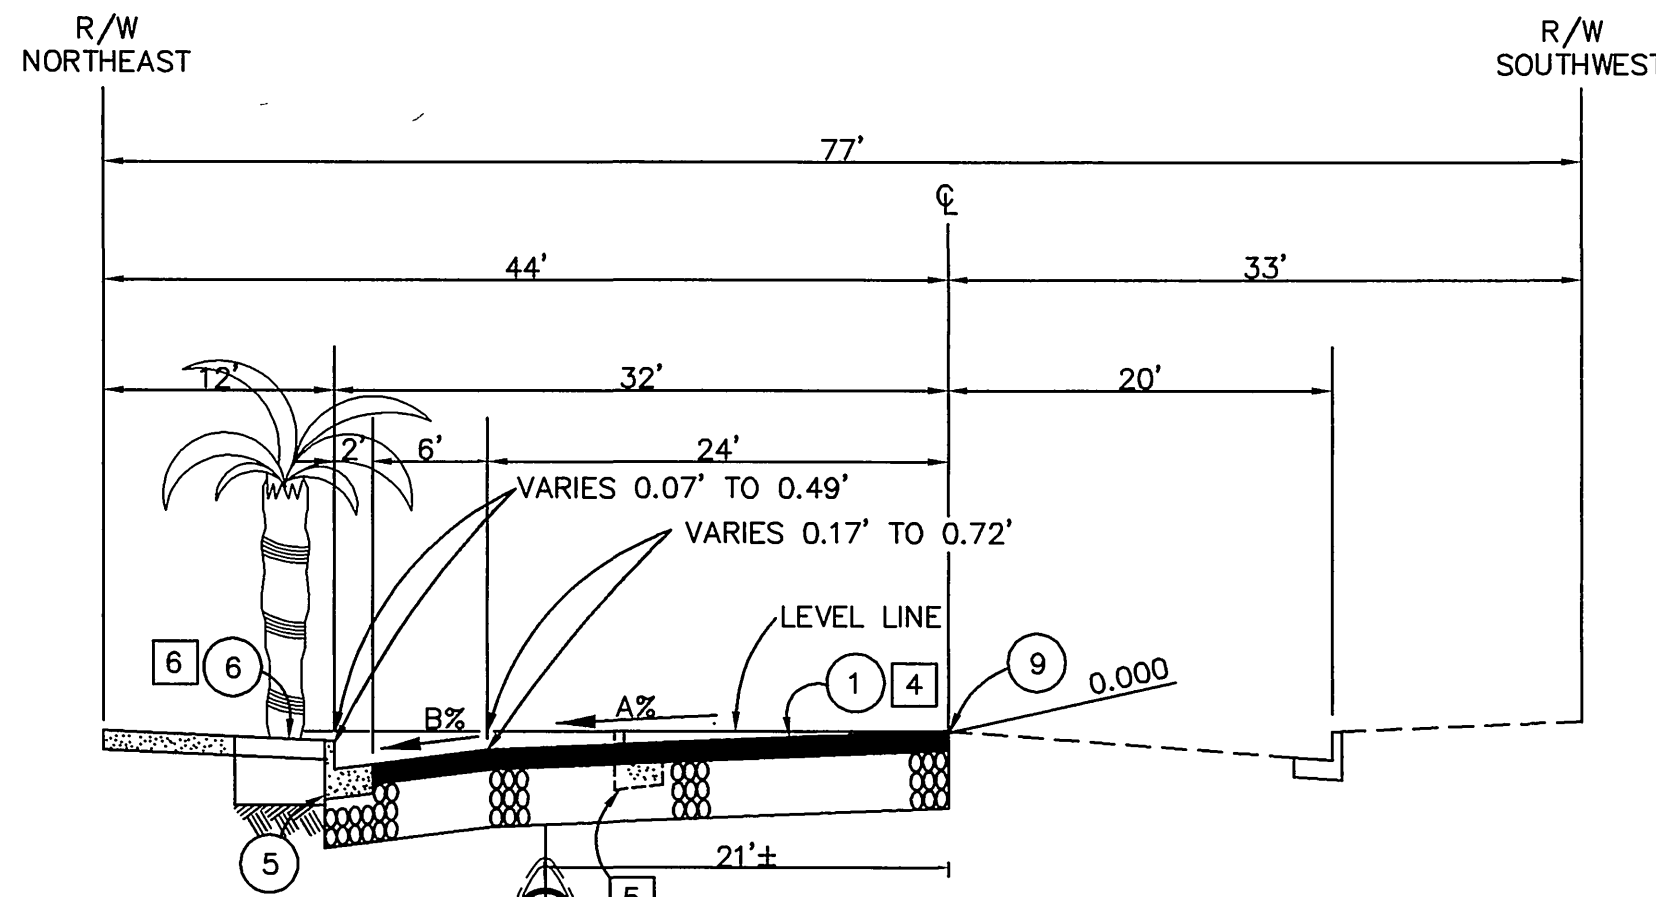 R/W
NORTHEAST
R/W
SOUTHWEST
77'
℄
44'
33'
12'
32'
20'
2'
6'
24'
VARIES 0.07' TO 0.49'
VARIES 0.17' TO 0.72'
LEVEL LINE
6
6
1
4
9
0.000
B%
A%
5
21'±
5